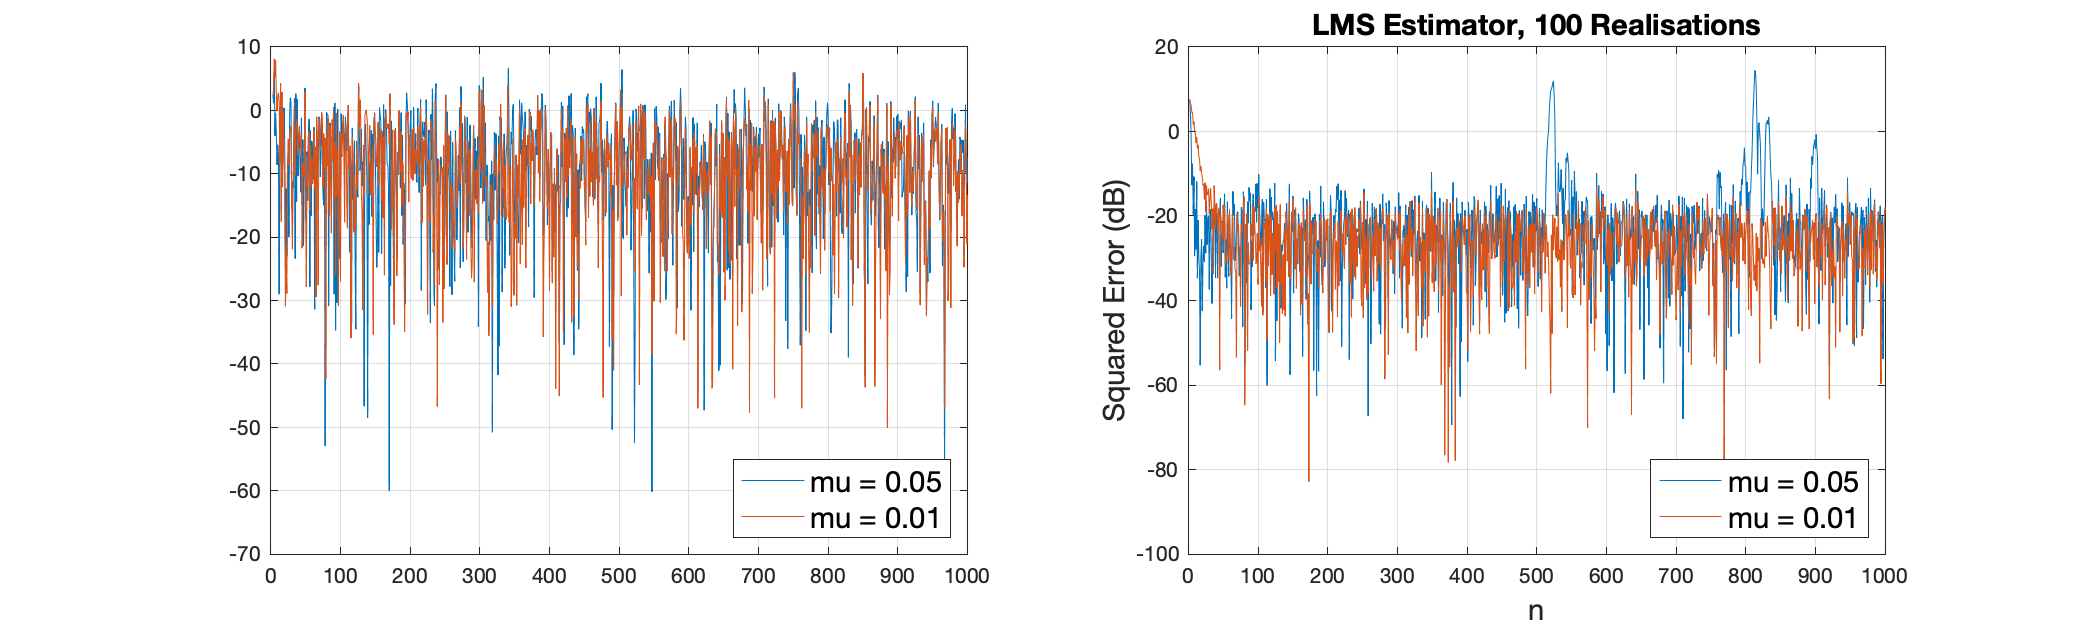 10
0
-10
-20
-30
-40
-50
-60
-70
0 100 200 300 400 500 600 700 800 900 1000
mu = 0.05
mu = 0.01
LMS Estimator, 100 Realisations
Squared Error (dB)
20
0
-20
-40
-60
-80
-100
0 100 200 300 400 500 600 700 800 900 1000
n
mu = 0.05
mu = 0.01